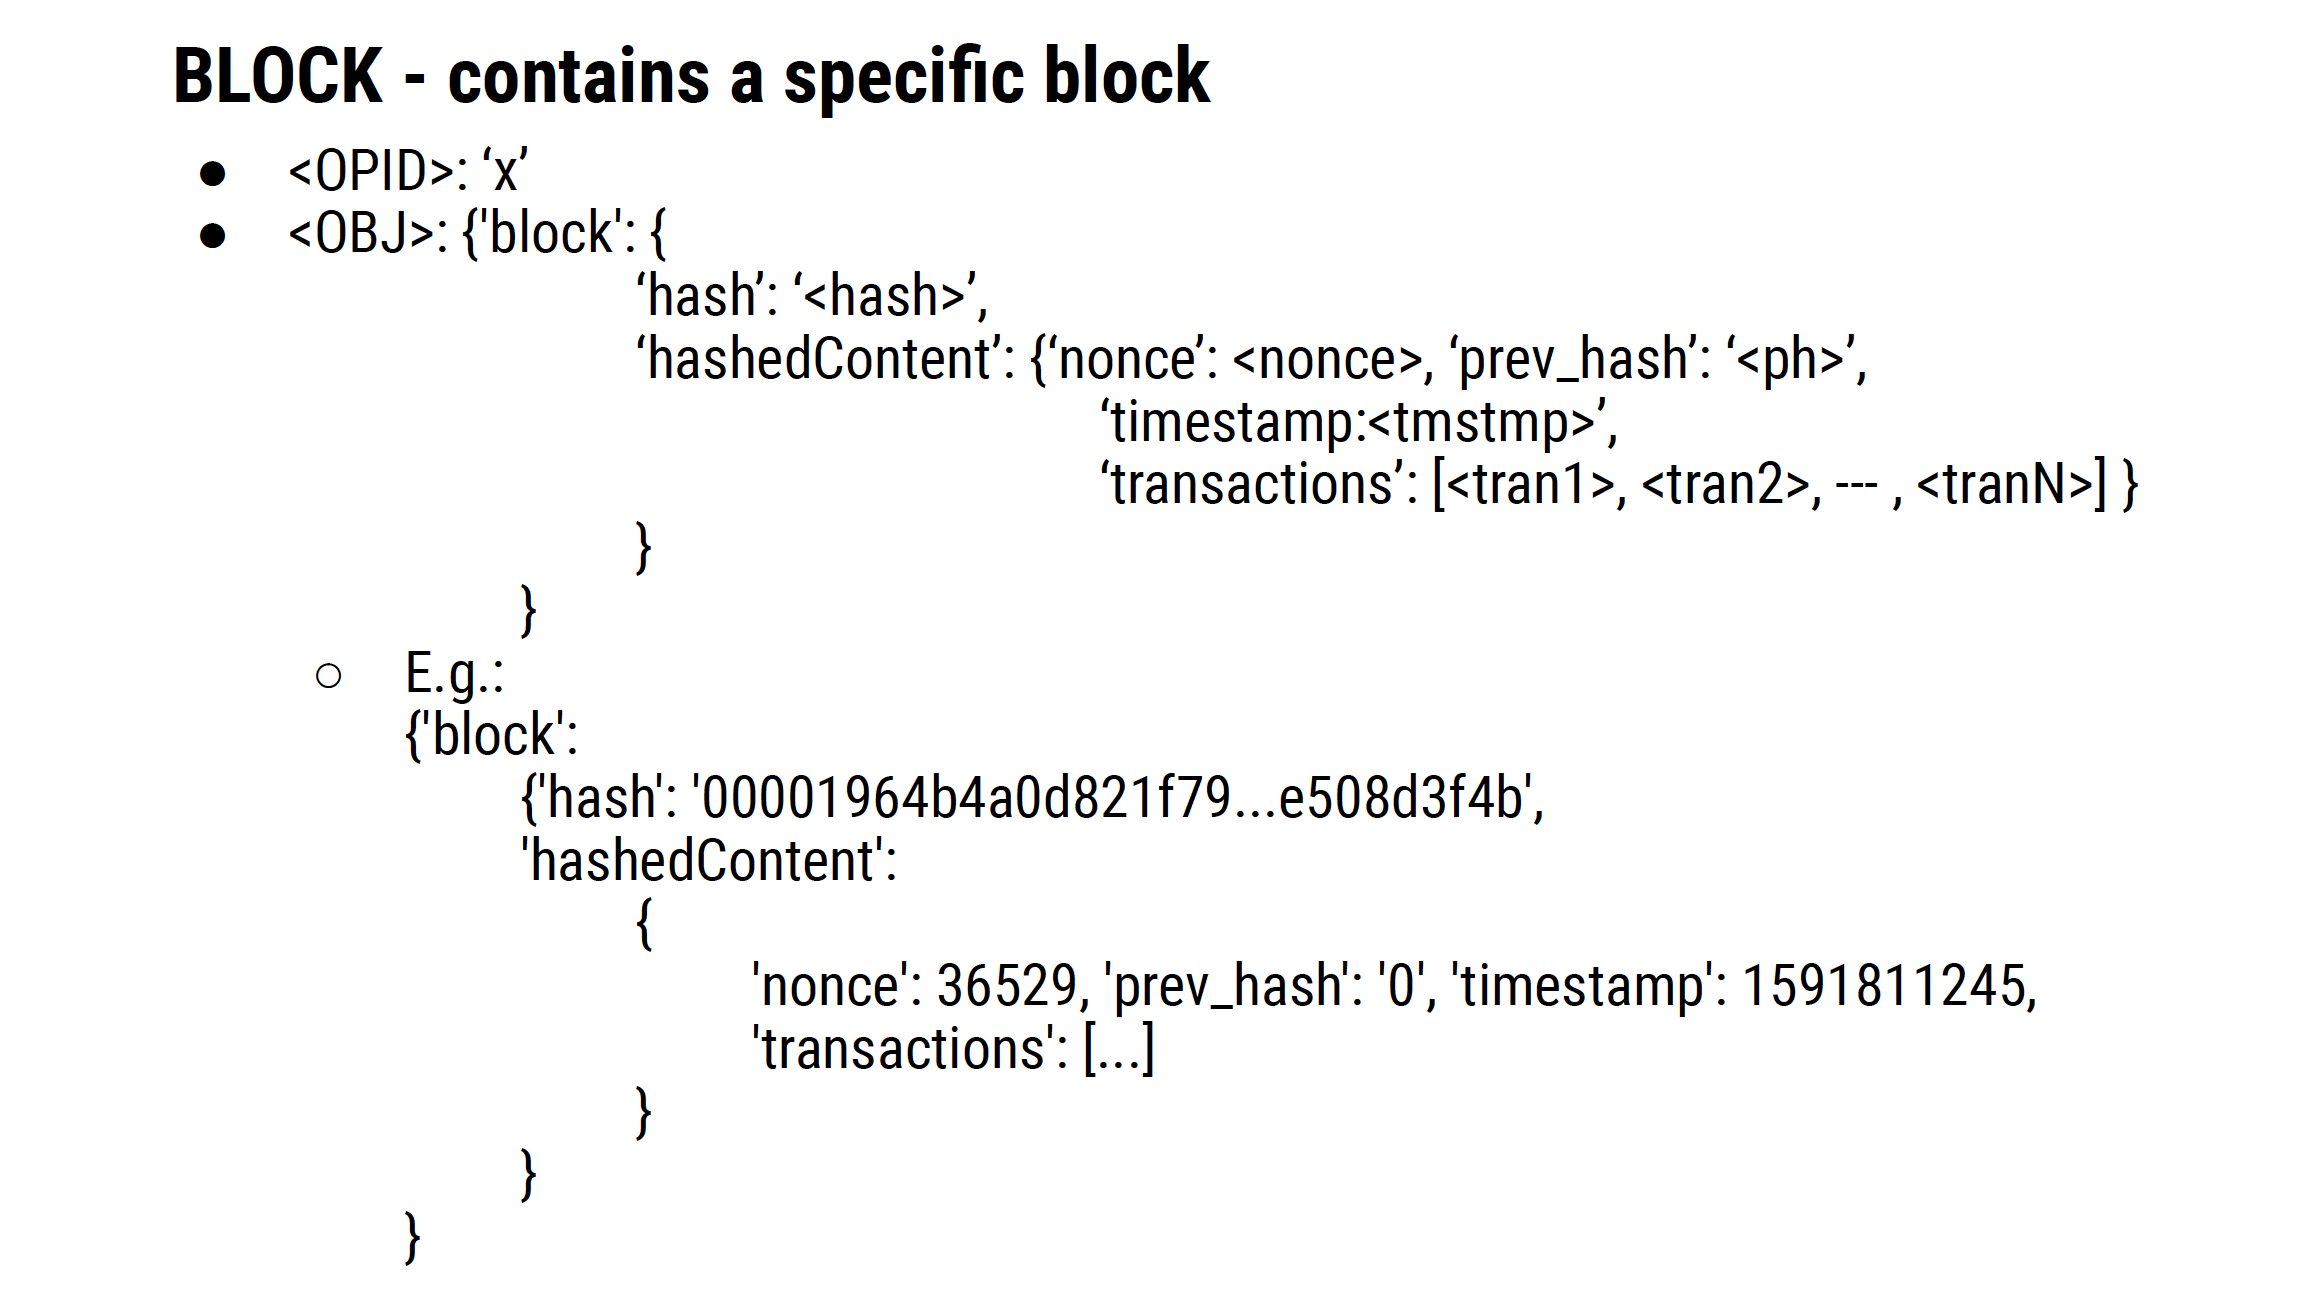 BLOCK - contains a specific block
● <OPID>: ‘x’
● <OBJ>: {'block': {
‘hash’: ‘<hash>’,
‘hashedContent’: {‘nonce’: <nonce>, ‘prev_hash’: ‘<ph>’,
‘timestamp:<tmstmp>’,
‘transactions’: [<tran1>, <tran2>, --- , <tranN>] }
}
}
○ E.g.:
{'block':
{'hash': '00001964b4a0d821f79...e508d3f4b',
'hashedContent':
{
'nonce': 36529, 'prev_hash': '0', 'timestamp': 1591811245,
'transactions': [...]
}
}
}